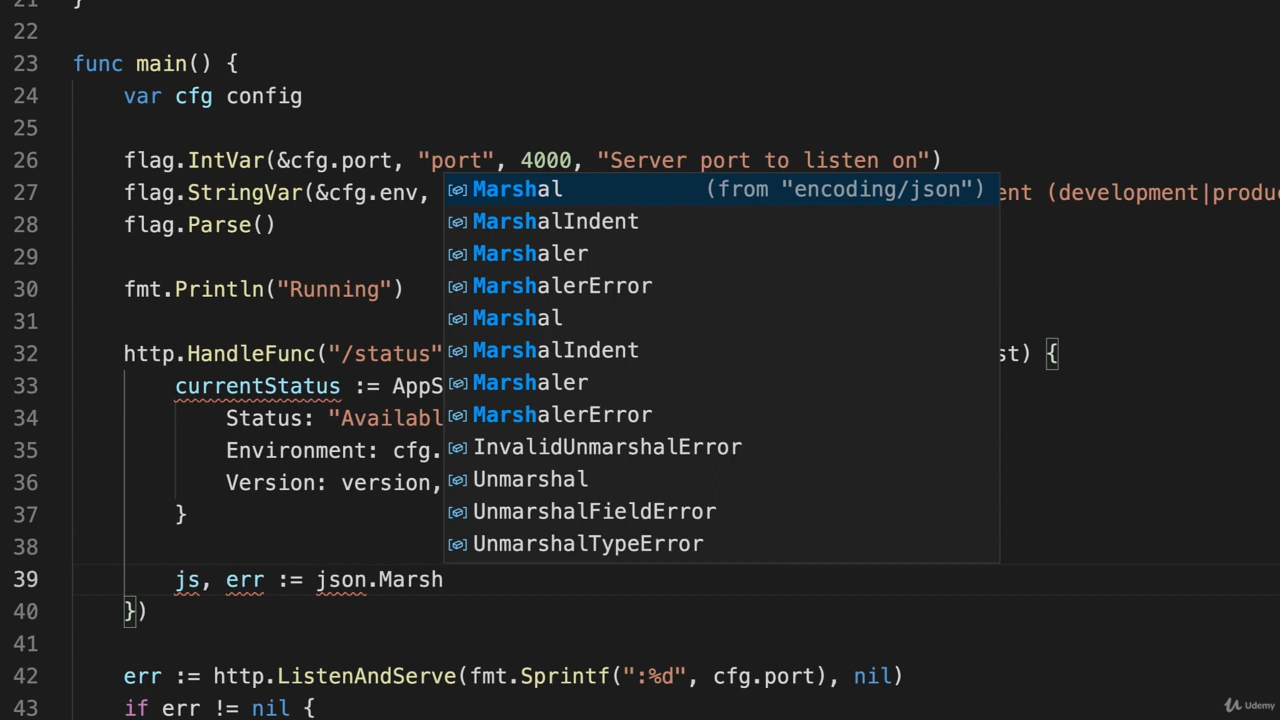 21 }
22
23 func main() {
24 var cfg config
25
26 flag.IntVar(&cfg.port, "port", 4000, "Server port to listen on")
Marshal (from "encoding/json")
27 flag.StringVar(&cfg.env, ent (development|produc
MarshalIndent
28 flag.Parse()
Marshaler
29
MarshalerError
30 fmt.Println("Running")
Marshal
31
MarshalIndent
32 http.HandleFunc("/status" st) {
Marshaler
33 currentStatus := AppS
MarshalerError
34 Status: "Availabl
InvalidUnmarshalError
35 Environment: cfg.
Unmarshal
36 Version: version,
UnmarshalFieldError
37 }
UnmarshalTypeError
38
39 js, err := json.Marsh
40 })
41
42 err := http.ListenAndServe(fmt.Sprintf(":%d", cfg.port), nil)
43 if err != nil {
Udemy